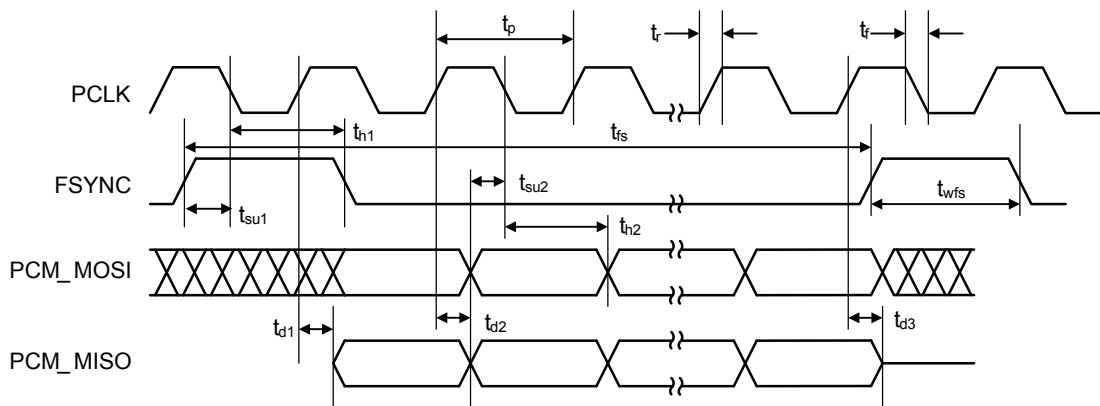 tp
tr
tf
PCLK
th1
tfs
FSYNC
tsu1
tsu2
twfs
th2
PCM_MOSI
td1
td2
td3
PCM_MISO